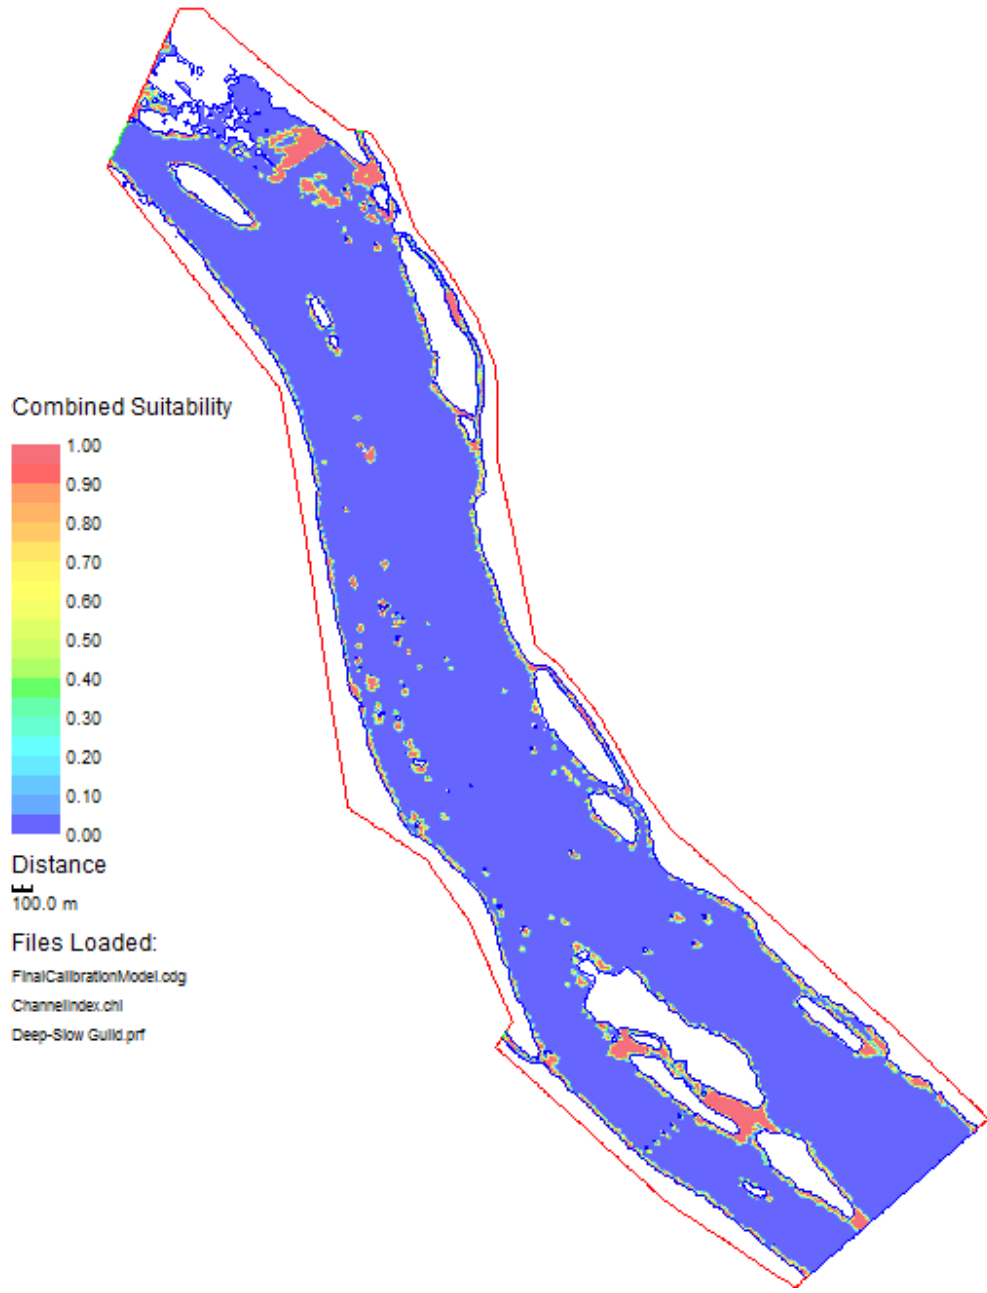 Combined Suitability
1.00
0.90
0.80
0.70
0.60
0.50
0.40
0.30
0.20
0.10
0.00
Distance
100.0 m
Files Loaded:
FinalCalibrationModel.cdg
ChannelIndex.chi
Deep-Slow Guild.prf